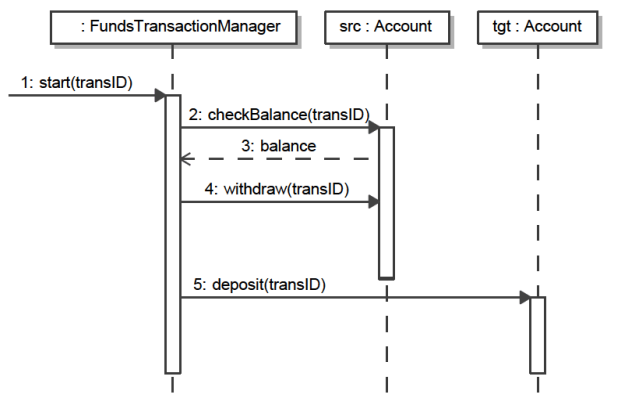 : FundsTransactionManager
src : Account
tgt : Account
1: start(transID)
2: checkBalance(transID)
3: balance
4: withdraw(transID)
5: deposit(transID)